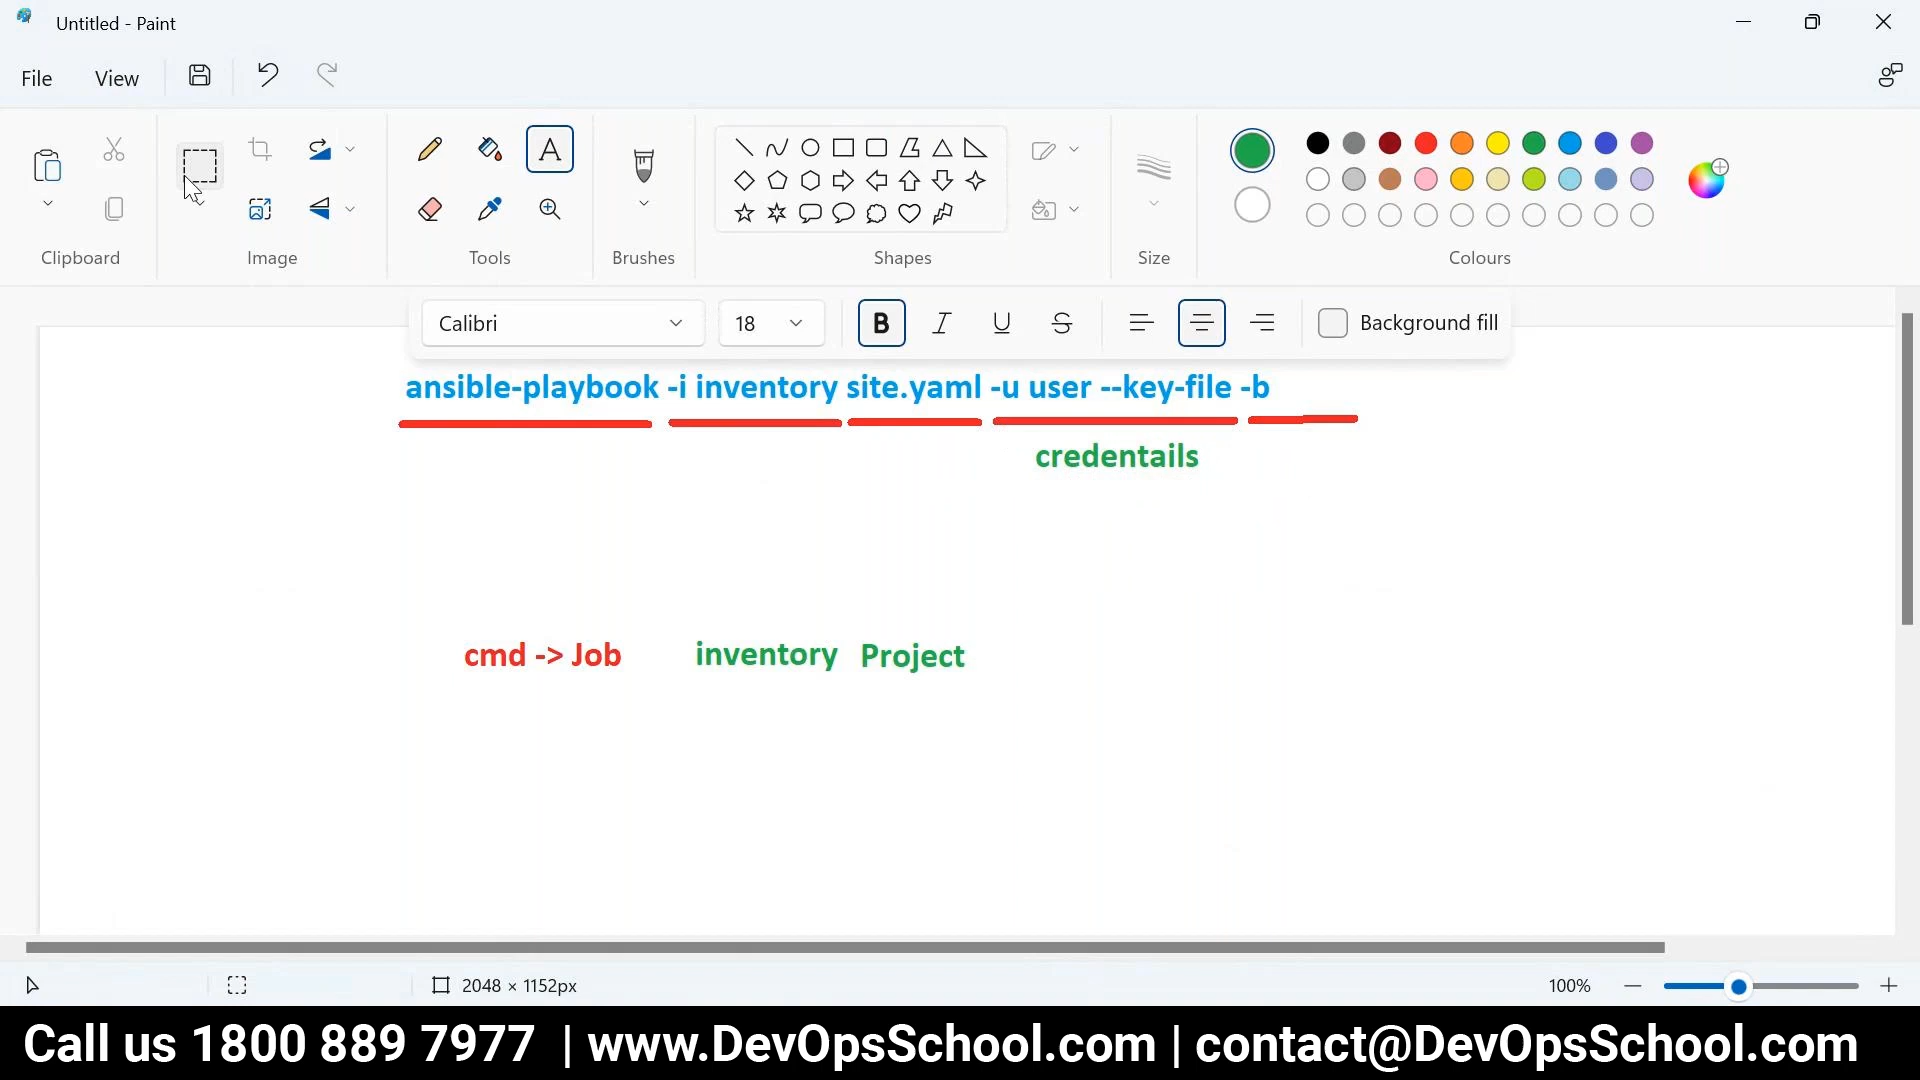 Untitled - Paint
File View
Clipboard Image Tools Brushes Shapes Size Colours
Calibri 18 B I U S Background fill
ansible-playbook -i inventory site.yaml -u user --key-file -b
credentails
cmd -> Job inventory Project
2048 × 1152px 100%
Call us 1800 889 7977 | www.DevOpsSchool.com | contact@DevOpsSchool.com